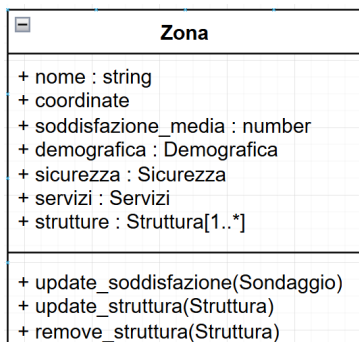 Zona
+ nome : string
+ coordinate
+ soddisfazione_media : number
+ demografica : Demografica
+ sicurezza : Sicurezza
+ servizi : Servizi
+ strutture : Struttura[1..*]
+ update_soddisfazione(Sondaggio)
+ update_struttura(Struttura)
+ remove_struttura(Struttura)